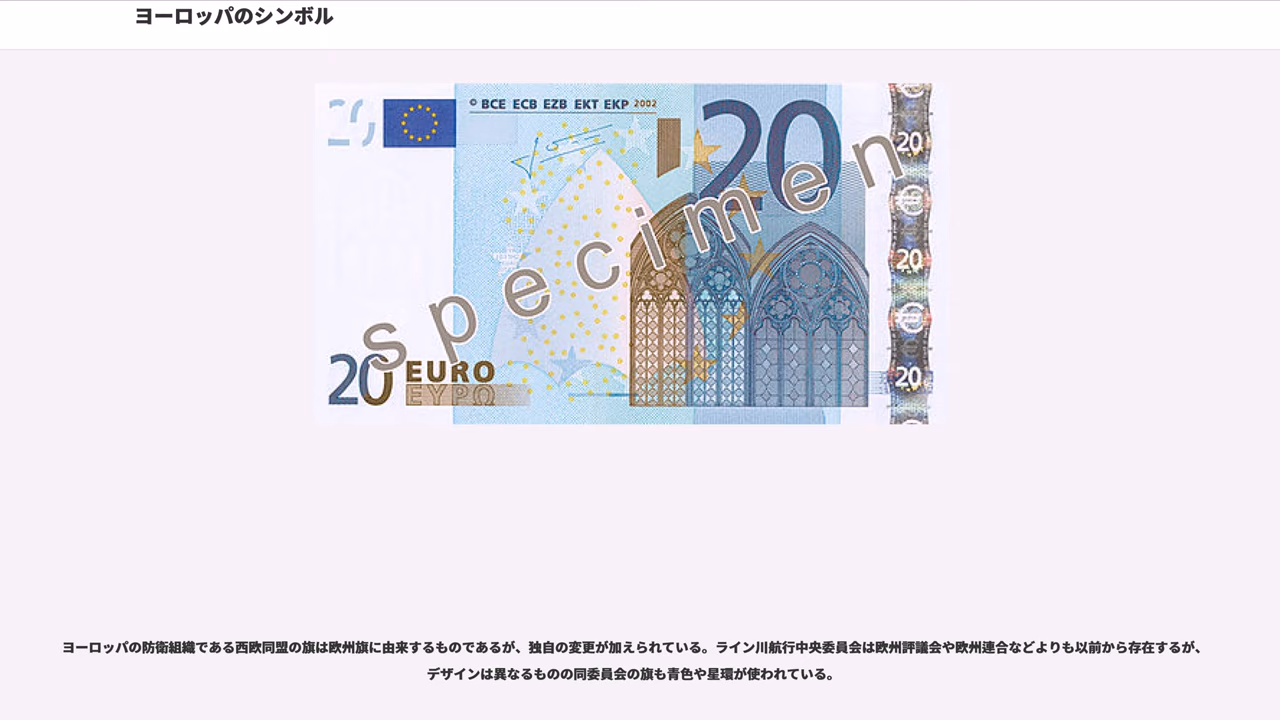 ヨーロッパのシンボル
20
© BCE ECB EZB EKT EKP 2002
20
20
specimen
20
20
20 EURO
ΕΥΡΩ
ヨーロッパの防衛組織である西欧同盟の旗は欧州旗に由来するものであるが、独自の変更が加えられている。ライン川航行中央委員会は欧州評議会や欧州連合などよりも以前から存在するが、
デザインは異なるものの同委員会の旗も青色や星環が使われている。